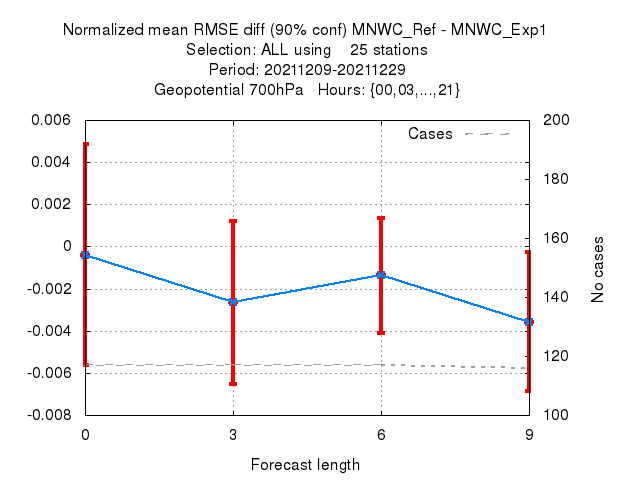 Normalized mean RMSE diff (90% conf) MNWC_Ref - MNWC_Exp1
Selection: ALL using    25 stations
Period: 20211209-20211229
Geopotential 700hPa   Hours: {00,03,...,21}
Cases
0.006
0.004
0.002
0
-0.002
-0.004
-0.006
-0.008
200
180
160
140
120
100
No cases
0 3 6 9
Forecast length